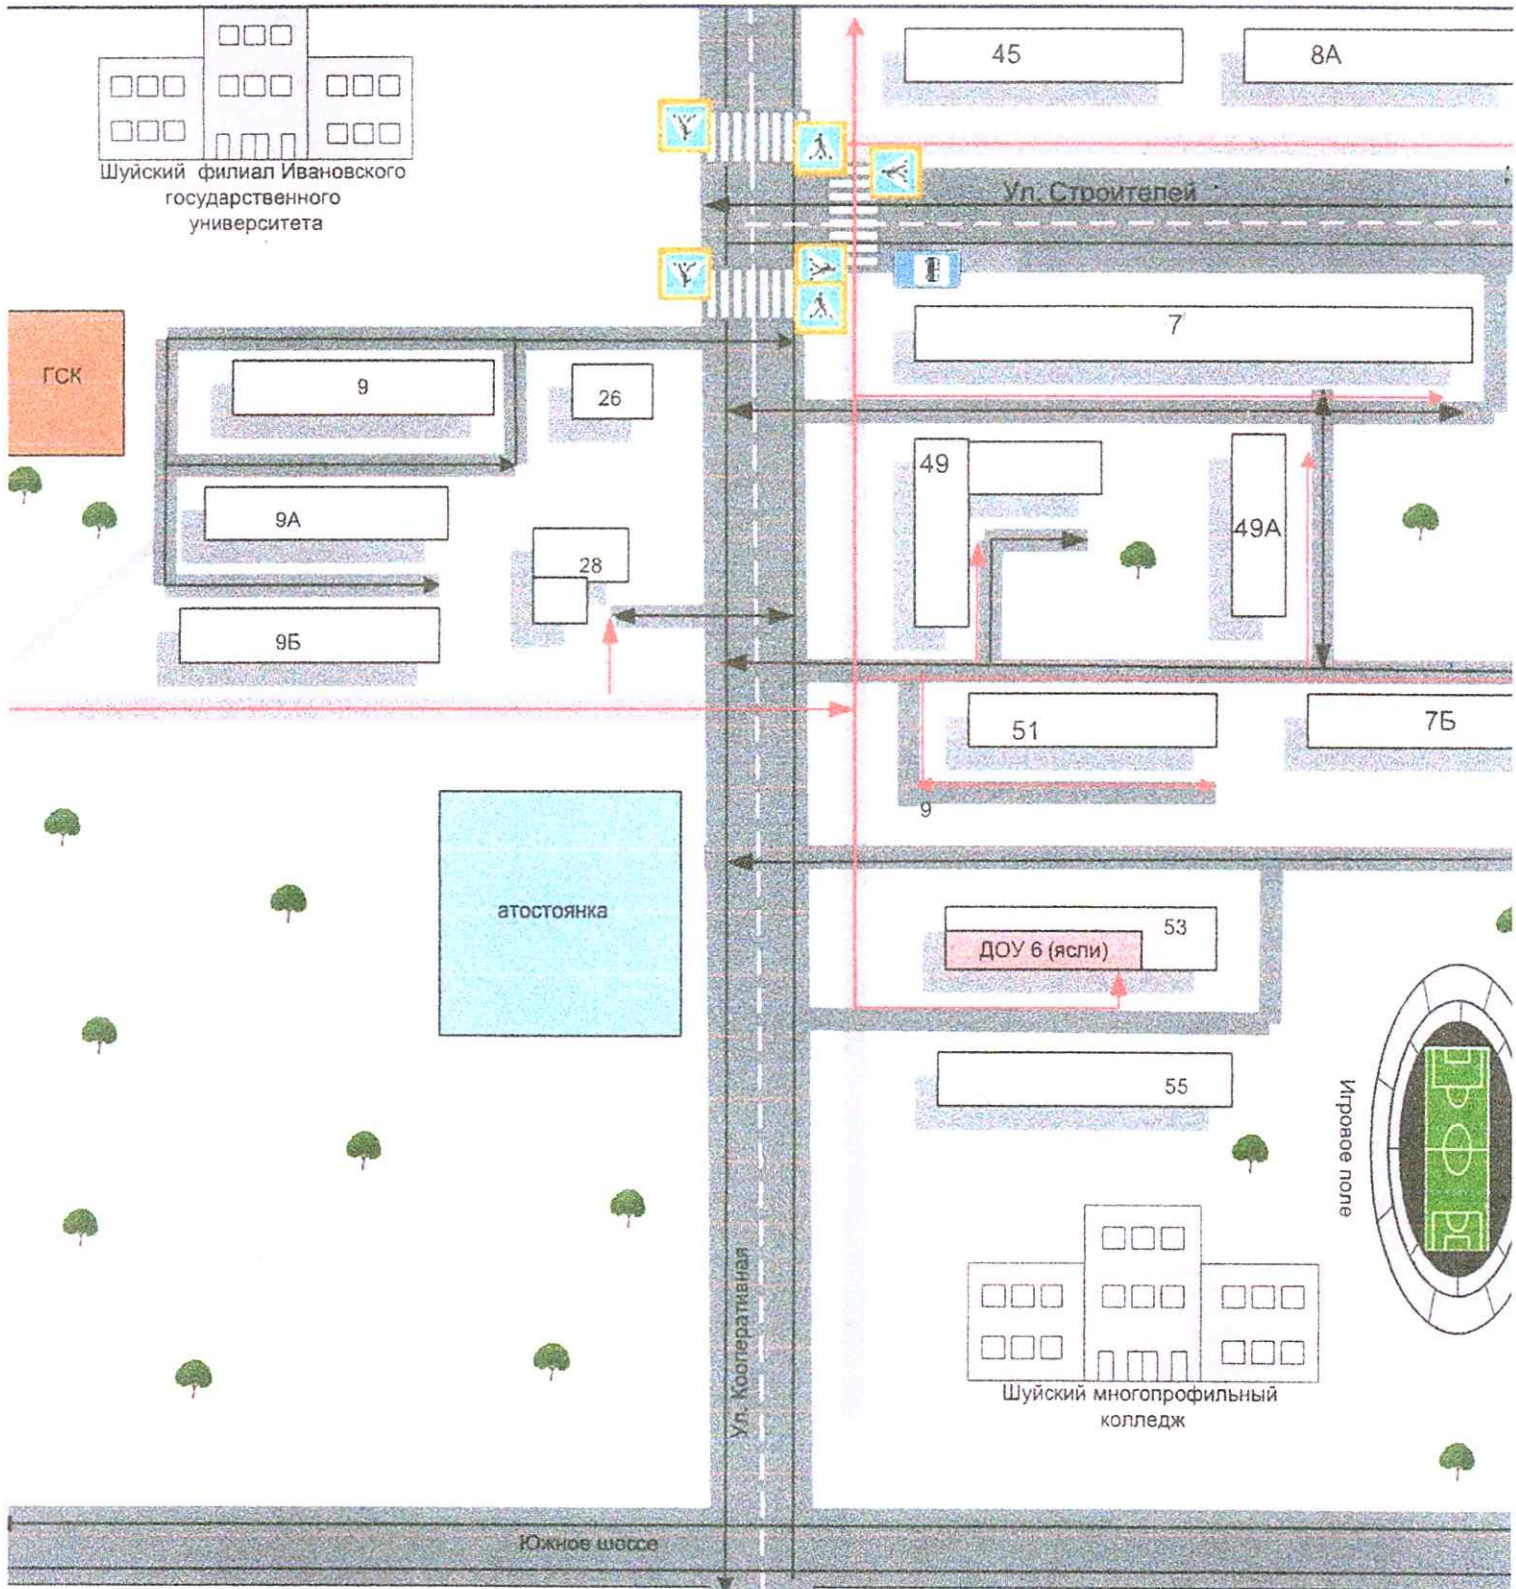 45
8А
Шуйский филиал Ивановского
государственного
университета
Ул. Строителей
7
ГСК
9
26
49
9А
49А
28
9Б
51
7Б
9
атостоянка
53
ДОУ 6 (ясли)
55
Игровое поле
Ул. Кооперативная
Шуйский многопрофильный
колледж
Южное шоссе